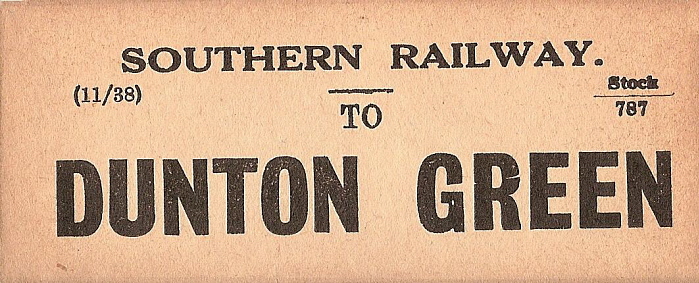 SOUTHERN RAILWAY.
(11/38)
Stock
787
TO
DUNTON GREEN